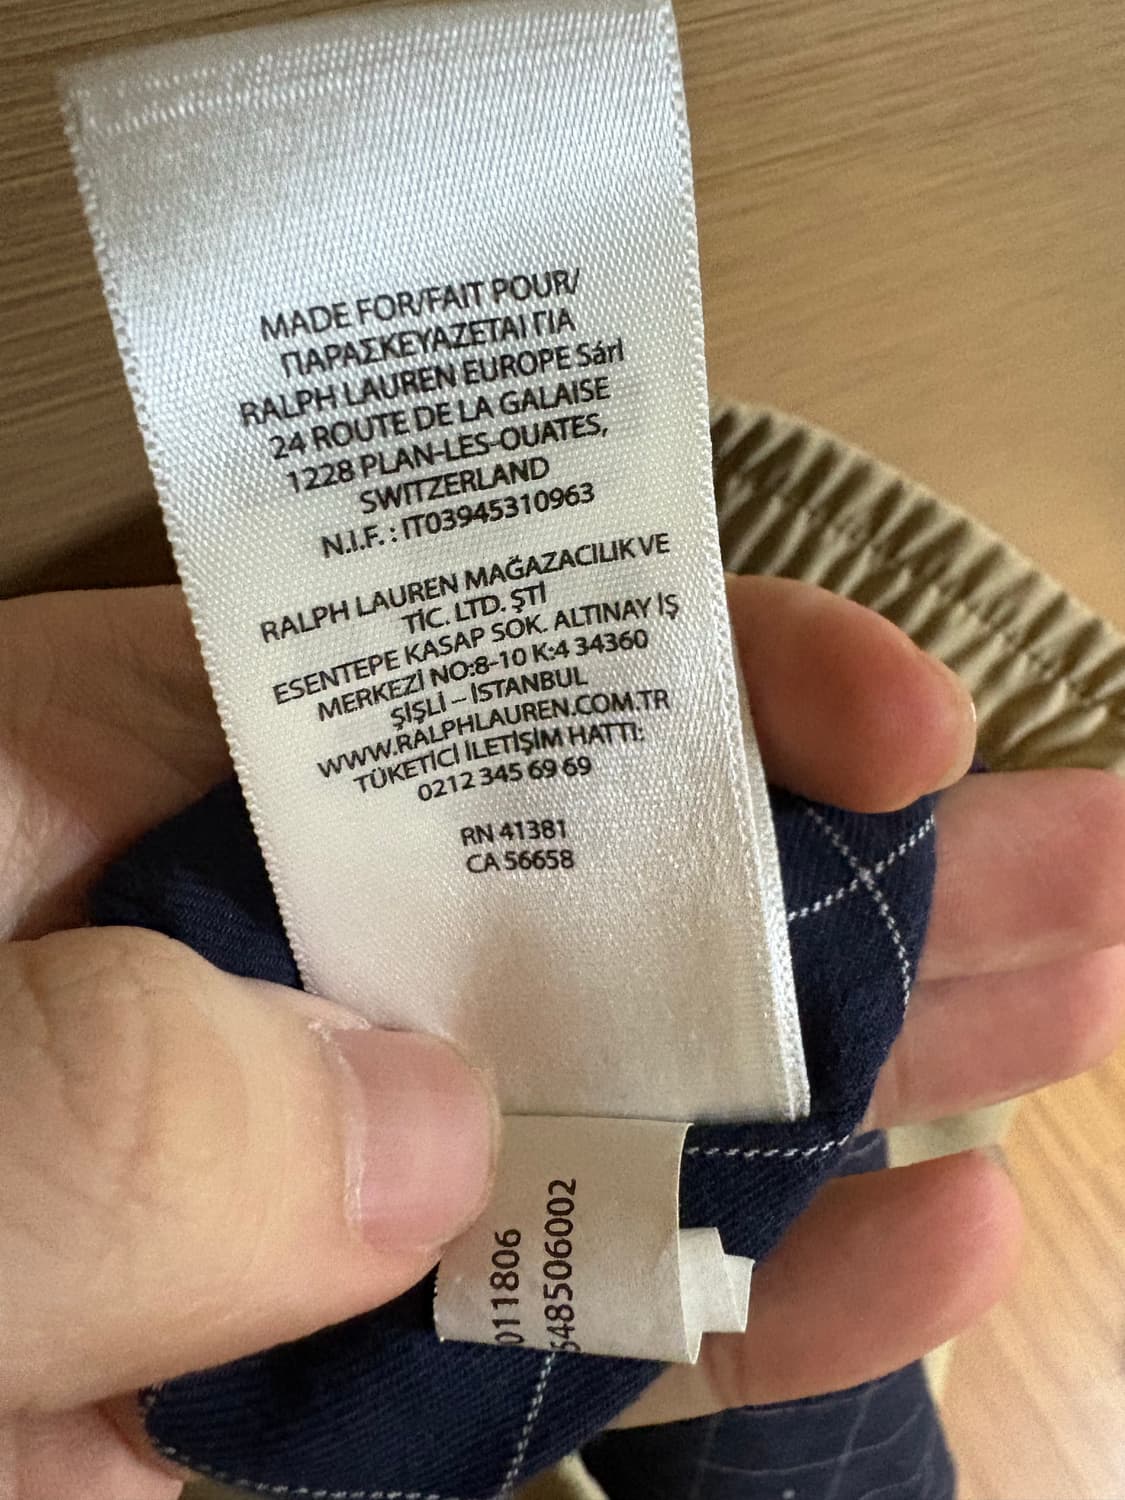 MADE FOR/FAIT POUR/
ΠΑΡΑΣΚΕΥΑΖΕΤΑΙ ΓΙΑ
RALPH LAUREN EUROPE Sárl
24 ROUTE DE LA GALAISE
1228 PLAN-LES-OUATES,
SWITZERLAND
N.I.F. : IT03945310963
RALPH LAUREN MAĞAZACILIK VE
TİC. LTD. ŞTİ
ESENTEPE KASAP SOK. ALTINAY İŞ
MERKEZİ NO:8-10 K:4 34360
ŞİŞLİ – İSTANBUL
WWW.RALPHLAUREN.COM.TR
TÜKETİCİ İLETİŞİM HATTI:
0212 345 69 69
RN 41381
CA 56658
011806
48506002